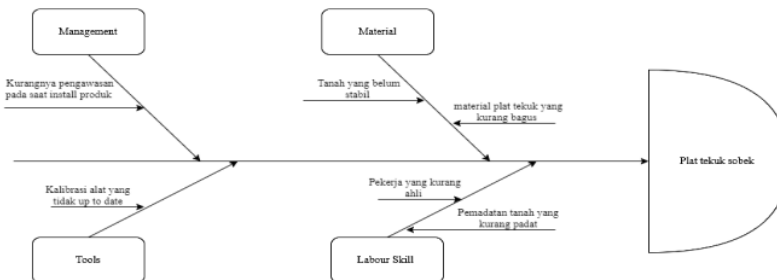 Management
Material
Kurangnya pengawasan
pada saat install produk
Tanah yang belum
stabil
material plat tekuk yang
kurang bagus
Plat tekuk sobek
Kalibrasi alat yang
tidak up to date
Pekerja yang kurang
ahli
Pemadatan tanah yang
kurang padat
Tools
Labour Skill